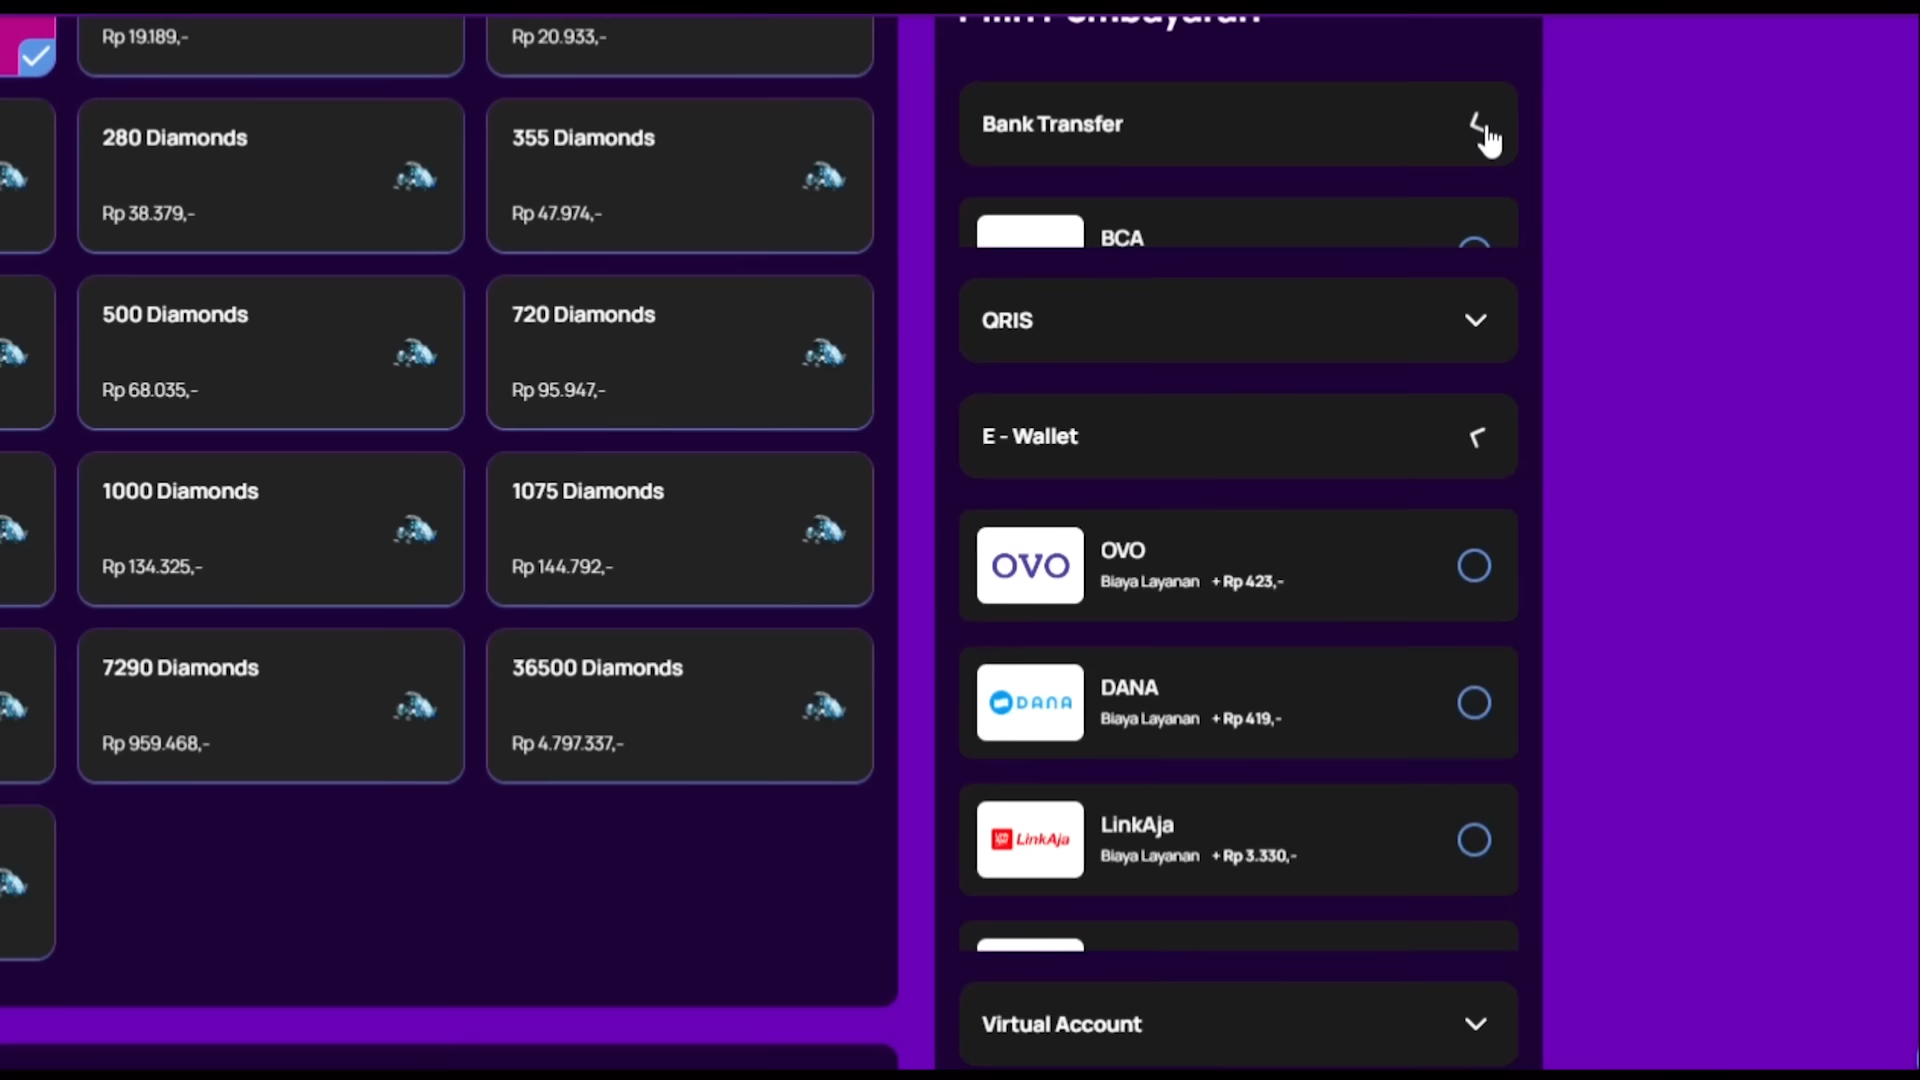 Rp 19.189,-
Rp 20.933,-
280 Diamonds
Rp 38.379,-
355 Diamonds
Rp 47.974,-
500 Diamonds
Rp 68.035,-
720 Diamonds
Rp 95.947,-
1000 Diamonds
Rp 134.325,-
1075 Diamonds
Rp 144.792,-
7290 Diamonds
Rp 959.468,-
36500 Diamonds
Rp 4.797.337,-
Pilih Pembayaran
Bank Transfer
BCA
QRIS
E - Wallet
OVO
OVO
Biaya Layanan + Rp 423,-
DANA
DANA
Biaya Layanan + Rp 419,-
LinkAja
LinkAja
Biaya Layanan + Rp 3.330,-
Virtual Account